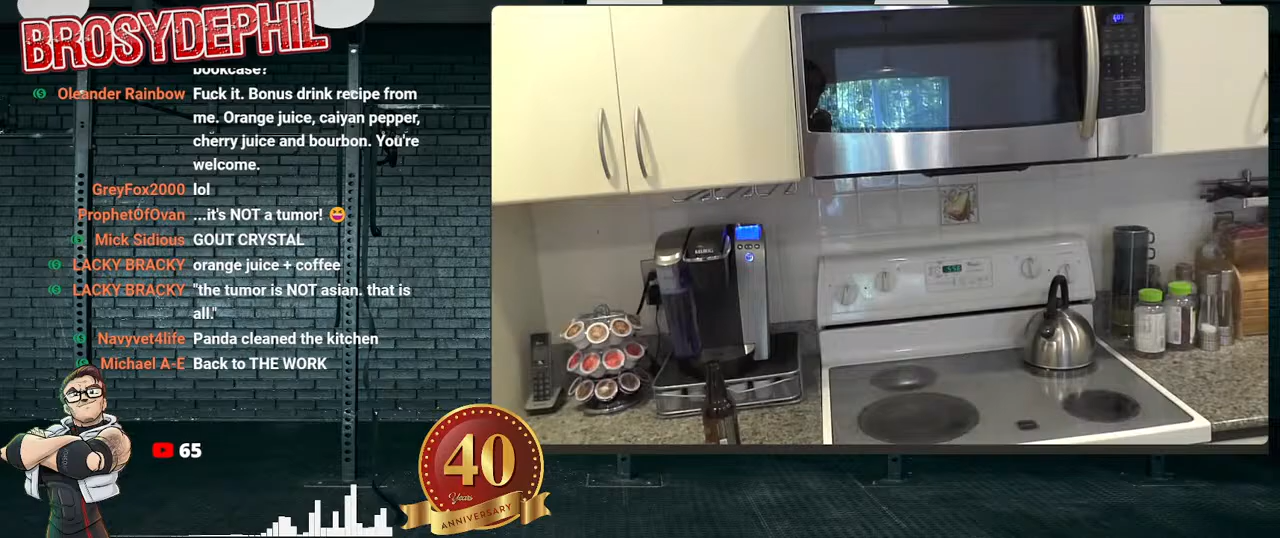 BROSYDEPHIL
bookcase?
Oleander Rainbow Fuck it. Bonus drink recipe from
me. Orange juice, caiyan pepper,
cherry juice and bourbon. You're
welcome.
GreyFox2000 lol
ProphetOfOvan ...it's NOT a tumor! 😆
Mick Sidious GOUT CRYSTAL
LACKY BRACKY orange juice + coffee
LACKY BRACKY "the tumor is NOT asian. that is
all."
Navyvet4life Panda cleaned the kitchen
Michael A-E Back to THE WORK
65
40
Years
ANNIVERSARY
KEURIG